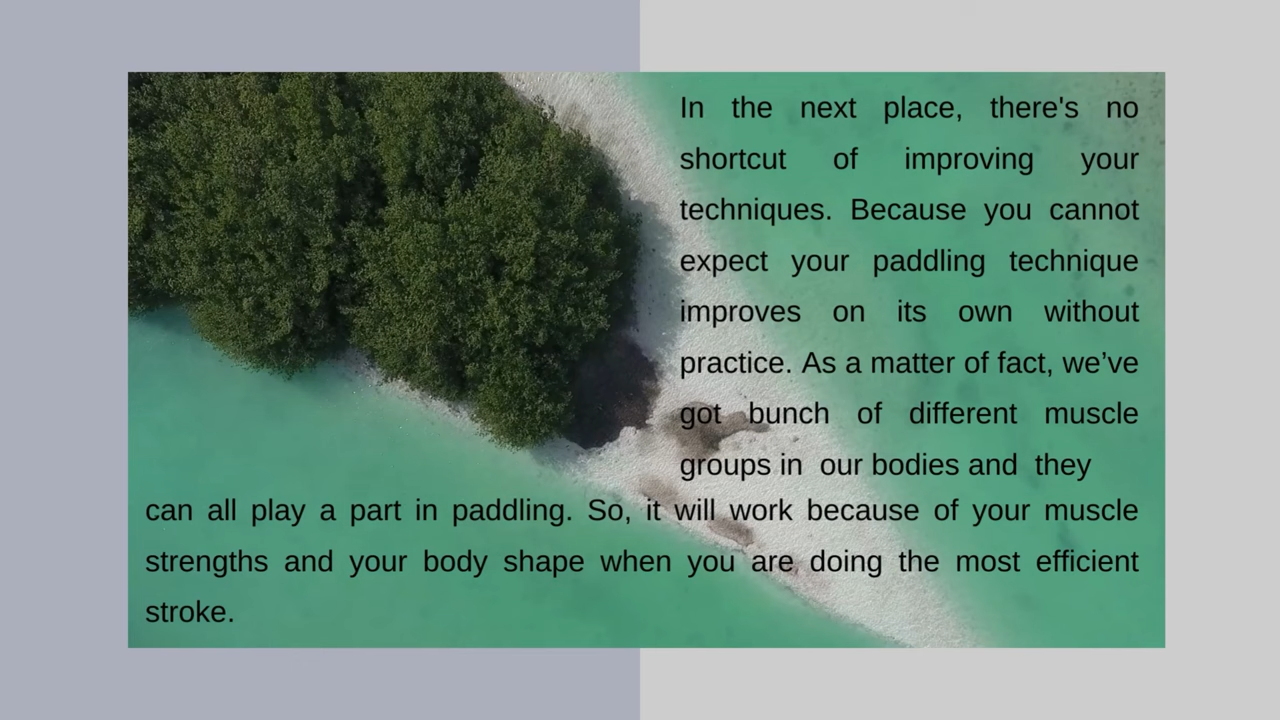 In the next place, there's no
shortcut of improving your
techniques. Because you cannot
expect your paddling technique
improves on its own without
practice. As a matter of fact, we’ve
got bunch of different muscle
groups in our bodies and they
can all play a part in paddling. So, it will work because of your muscle
strengths and your body shape when you are doing the most efficient
stroke.